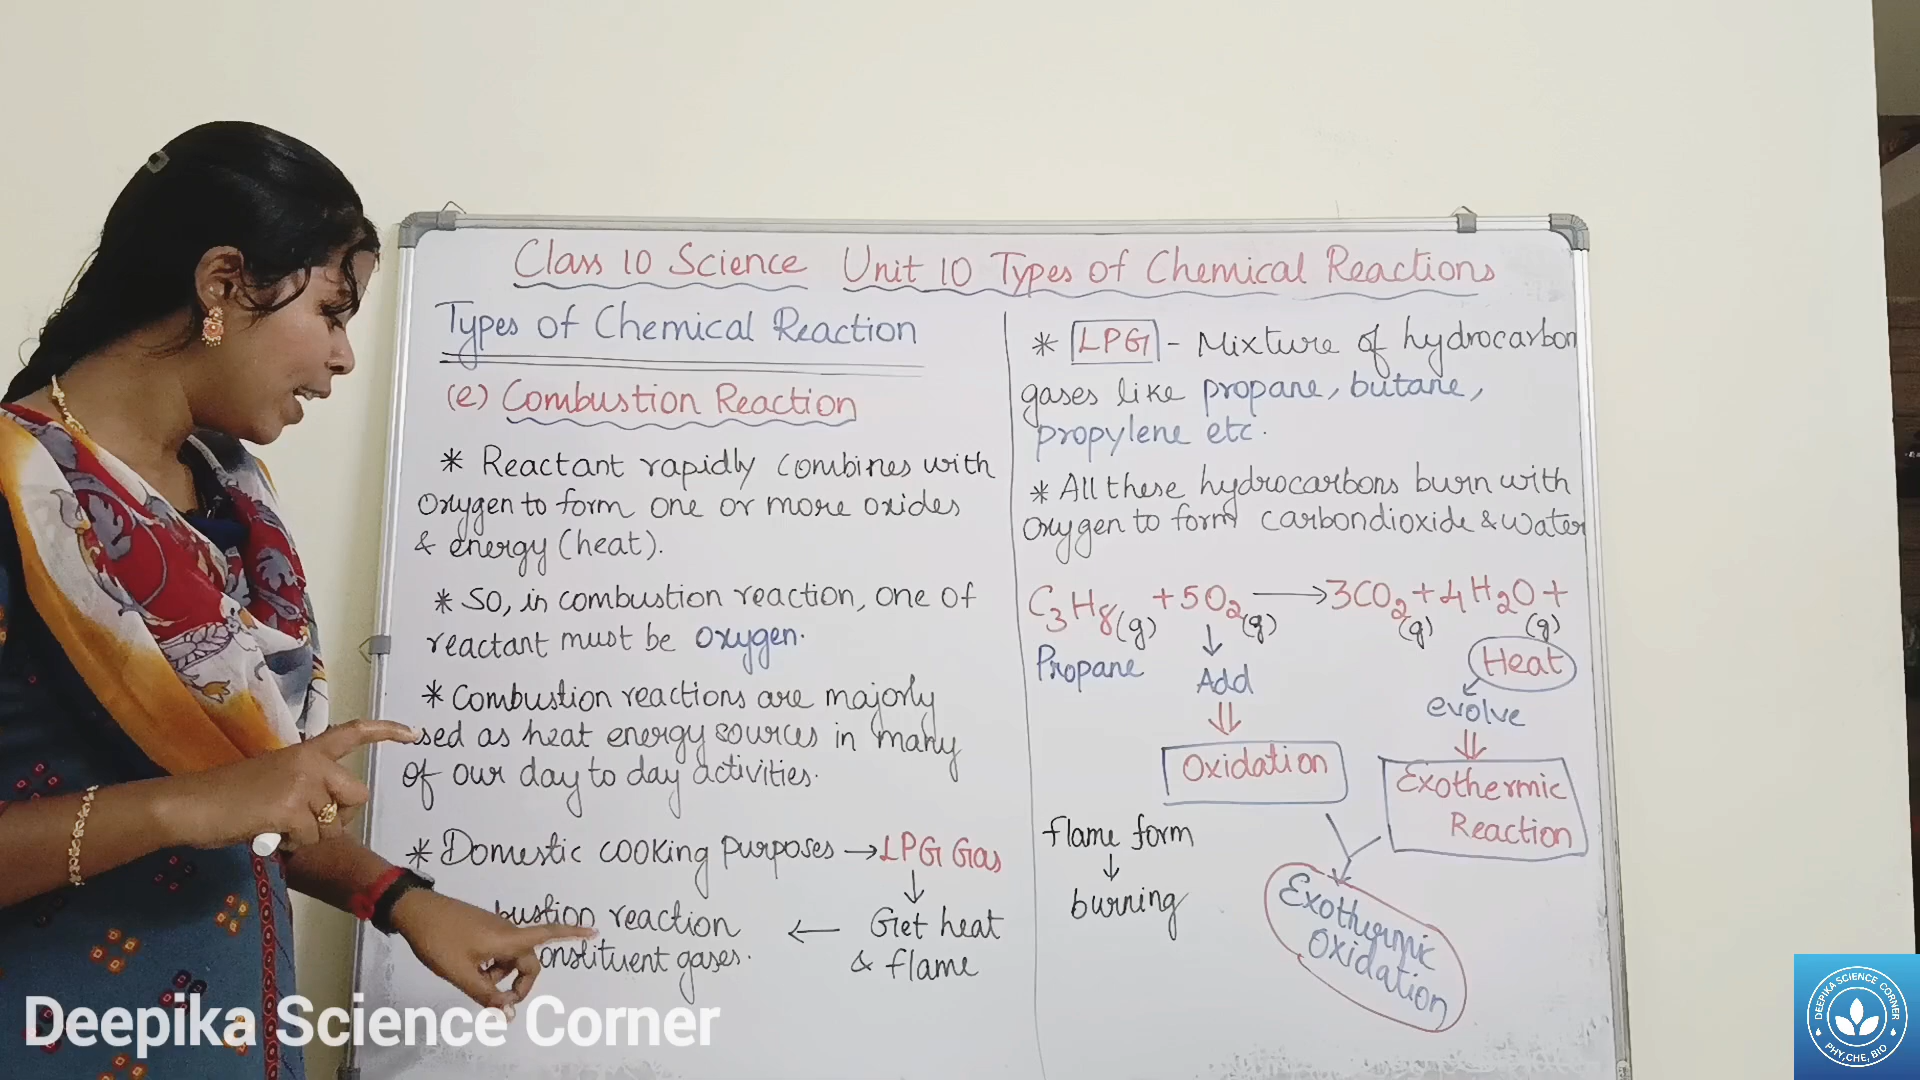 Class 10 Science Unit 10 Types of Chemical Reactions
Types of Chemical Reaction
(e) Combustion Reaction
* Reactant rapidly combines with
oxygen to form one or more oxides
& energy (heat).
* So, in combustion reaction, one of
reactant must be oxygen.
* Combustion reactions are majorly
sed as heat energy sources in many
of our day to day activities.
* Domestic cooking purposes → LPG Gas
↓
bustion reaction ← Get heat
onstituent gases. & flame
* LPG - Mixture of hydrocarbon
gases like propane, butane,
propylene etc.
* All these hydrocarbons burn with
oxygen to form carbondioxide & water
C3H8(g) + 5O2(g) → 3CO2(g) + 4H2O(g) +
Heat
Propane
↓
Add
⇓
Oxidation
evolve
⇓
Exothermic
Reaction
flame form
↓
burning
Exothermic
Oxidation
Deepika Science Corner
DEEPIKA SCIENCE CORNER
PHY,CHE,BIO